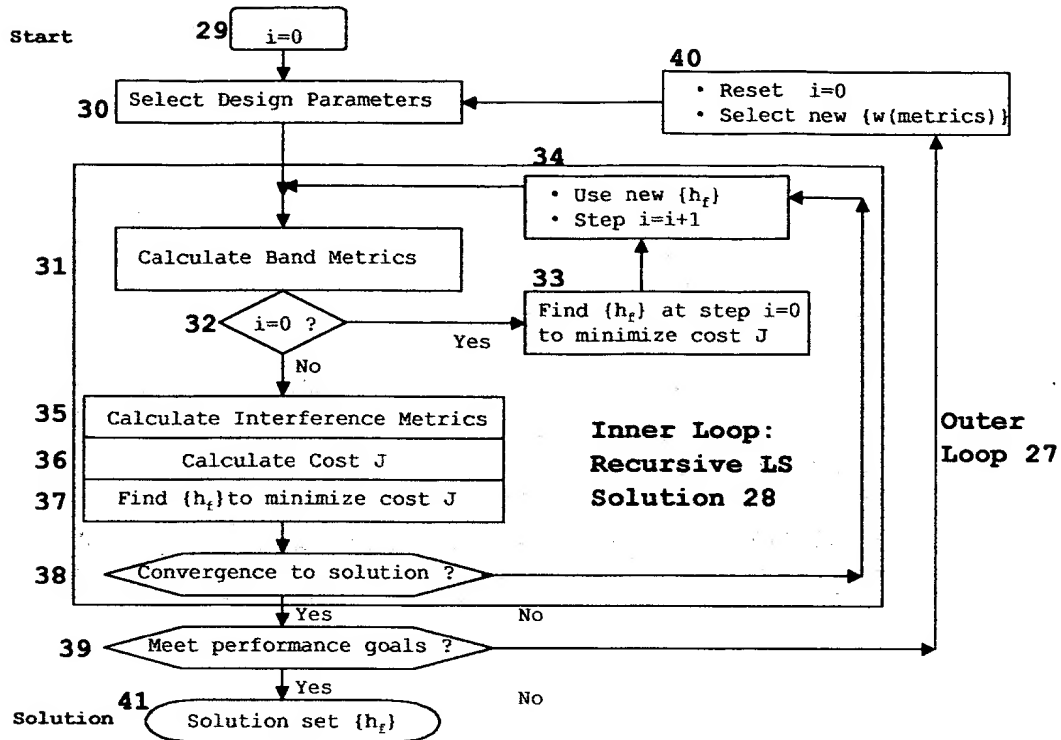 Start
29
i=0
40
• Reset i=0
• Select new {w(metrics)}
30
Select Design Parameters
34
• Use new {h_f}
• Step i=i+1
31
Calculate Band Metrics
33
Find {h_f} at step i=0
to minimize cost J
32
i=0 ?
Yes
No
35
Calculate Interference Metrics
36
Calculate Cost J
37
Find {h_f}to minimize cost J
Inner Loop:
Recursive LS
Solution 28
Outer
Loop 27
38
Convergence to solution ?
Yes
No
39
Meet performance goals ?
Yes
No
41
Solution
Solution set {h_f}